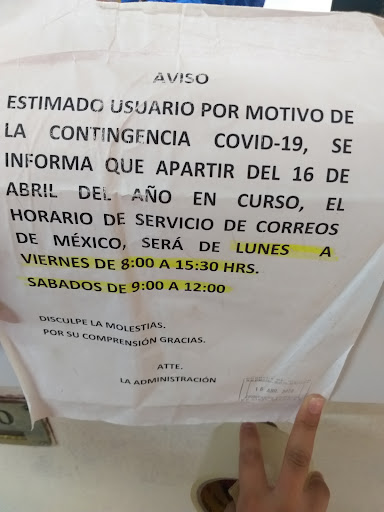 AVISO
ESTIMADO USUARIO POR MOTIVO DE
LA CONTINGENCIA COVID-19, SE
INFORMA QUE APARTIR DEL 16 DE
ABRIL DEL AÑO EN CURSO, EL
HORARIO DE SERVICIO DE CORREOS
DE MÉXICO, SERÁ DE LUNES A
VIERNES DE 8:00 A 15:30 HRS.
SABADOS DE 9:00 A 12:00
DISCULPE LA MOLESTIAS.
POR SU COMPRENSIÓN GRACIAS.
ATTE.
LA ADMINISTRACIÓN
O